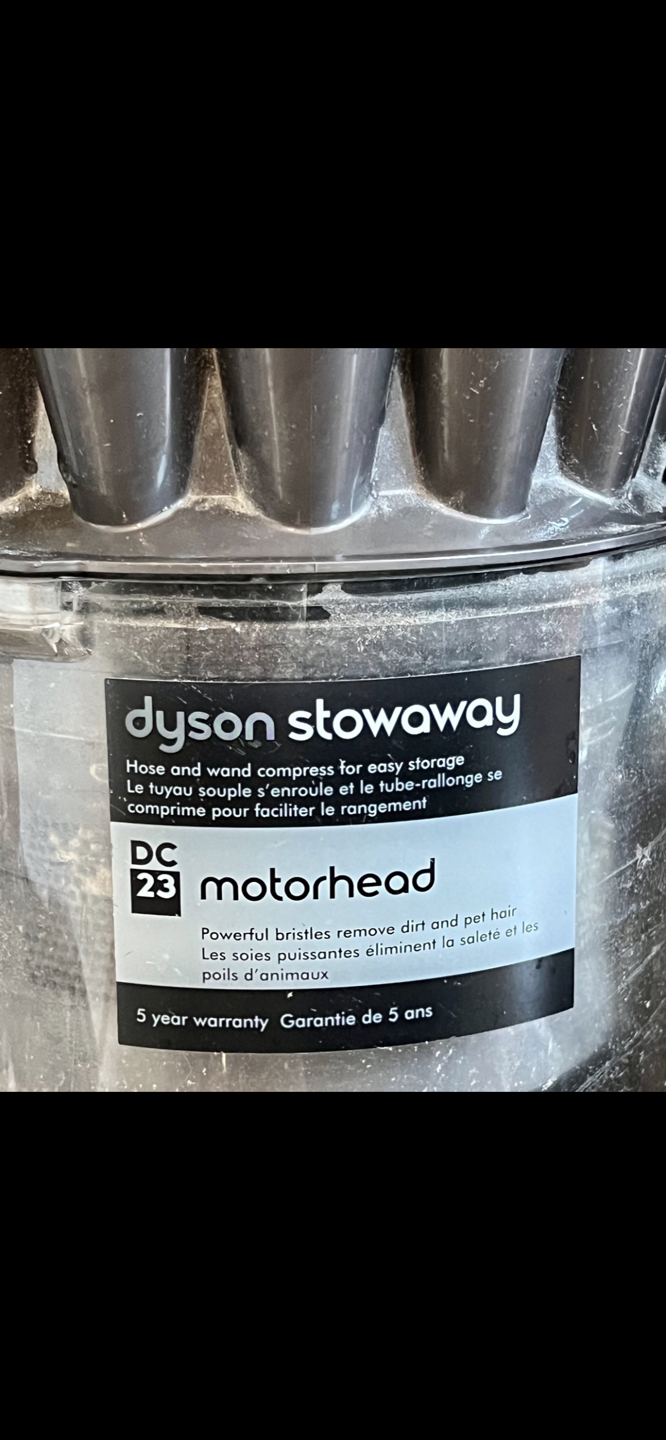 dyson stowaway
Hose and wand compress for easy storage
Le tuyau souple s'enroule et le tube-rallonge se
comprime pour faciliter le rangement
DC
23 motorhead
Powerful bristles remove dirt and pet hair
Les soies puissantes éliminent la saleté et les
poils d'animaux
5 year warranty Garantie de 5 ans